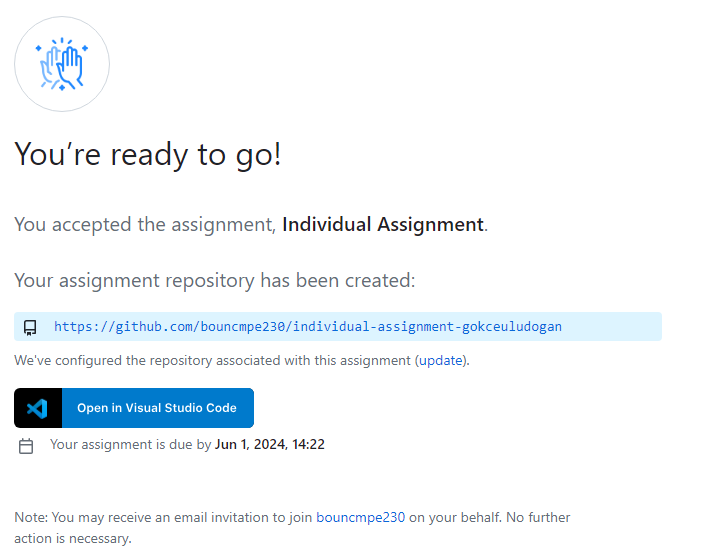 You’re ready to go!
You accepted the assignment, Individual Assignment.
Your assignment repository has been created:
https://github.com/bouncmpe230/individual-assignment-gokceuludogan
We've configured the repository associated with this assignment (update).
Open in Visual Studio Code
Your assignment is due by Jun 1, 2024, 14:22
Note: You may receive an email invitation to join bouncmpe230 on your behalf. No further
action is necessary.